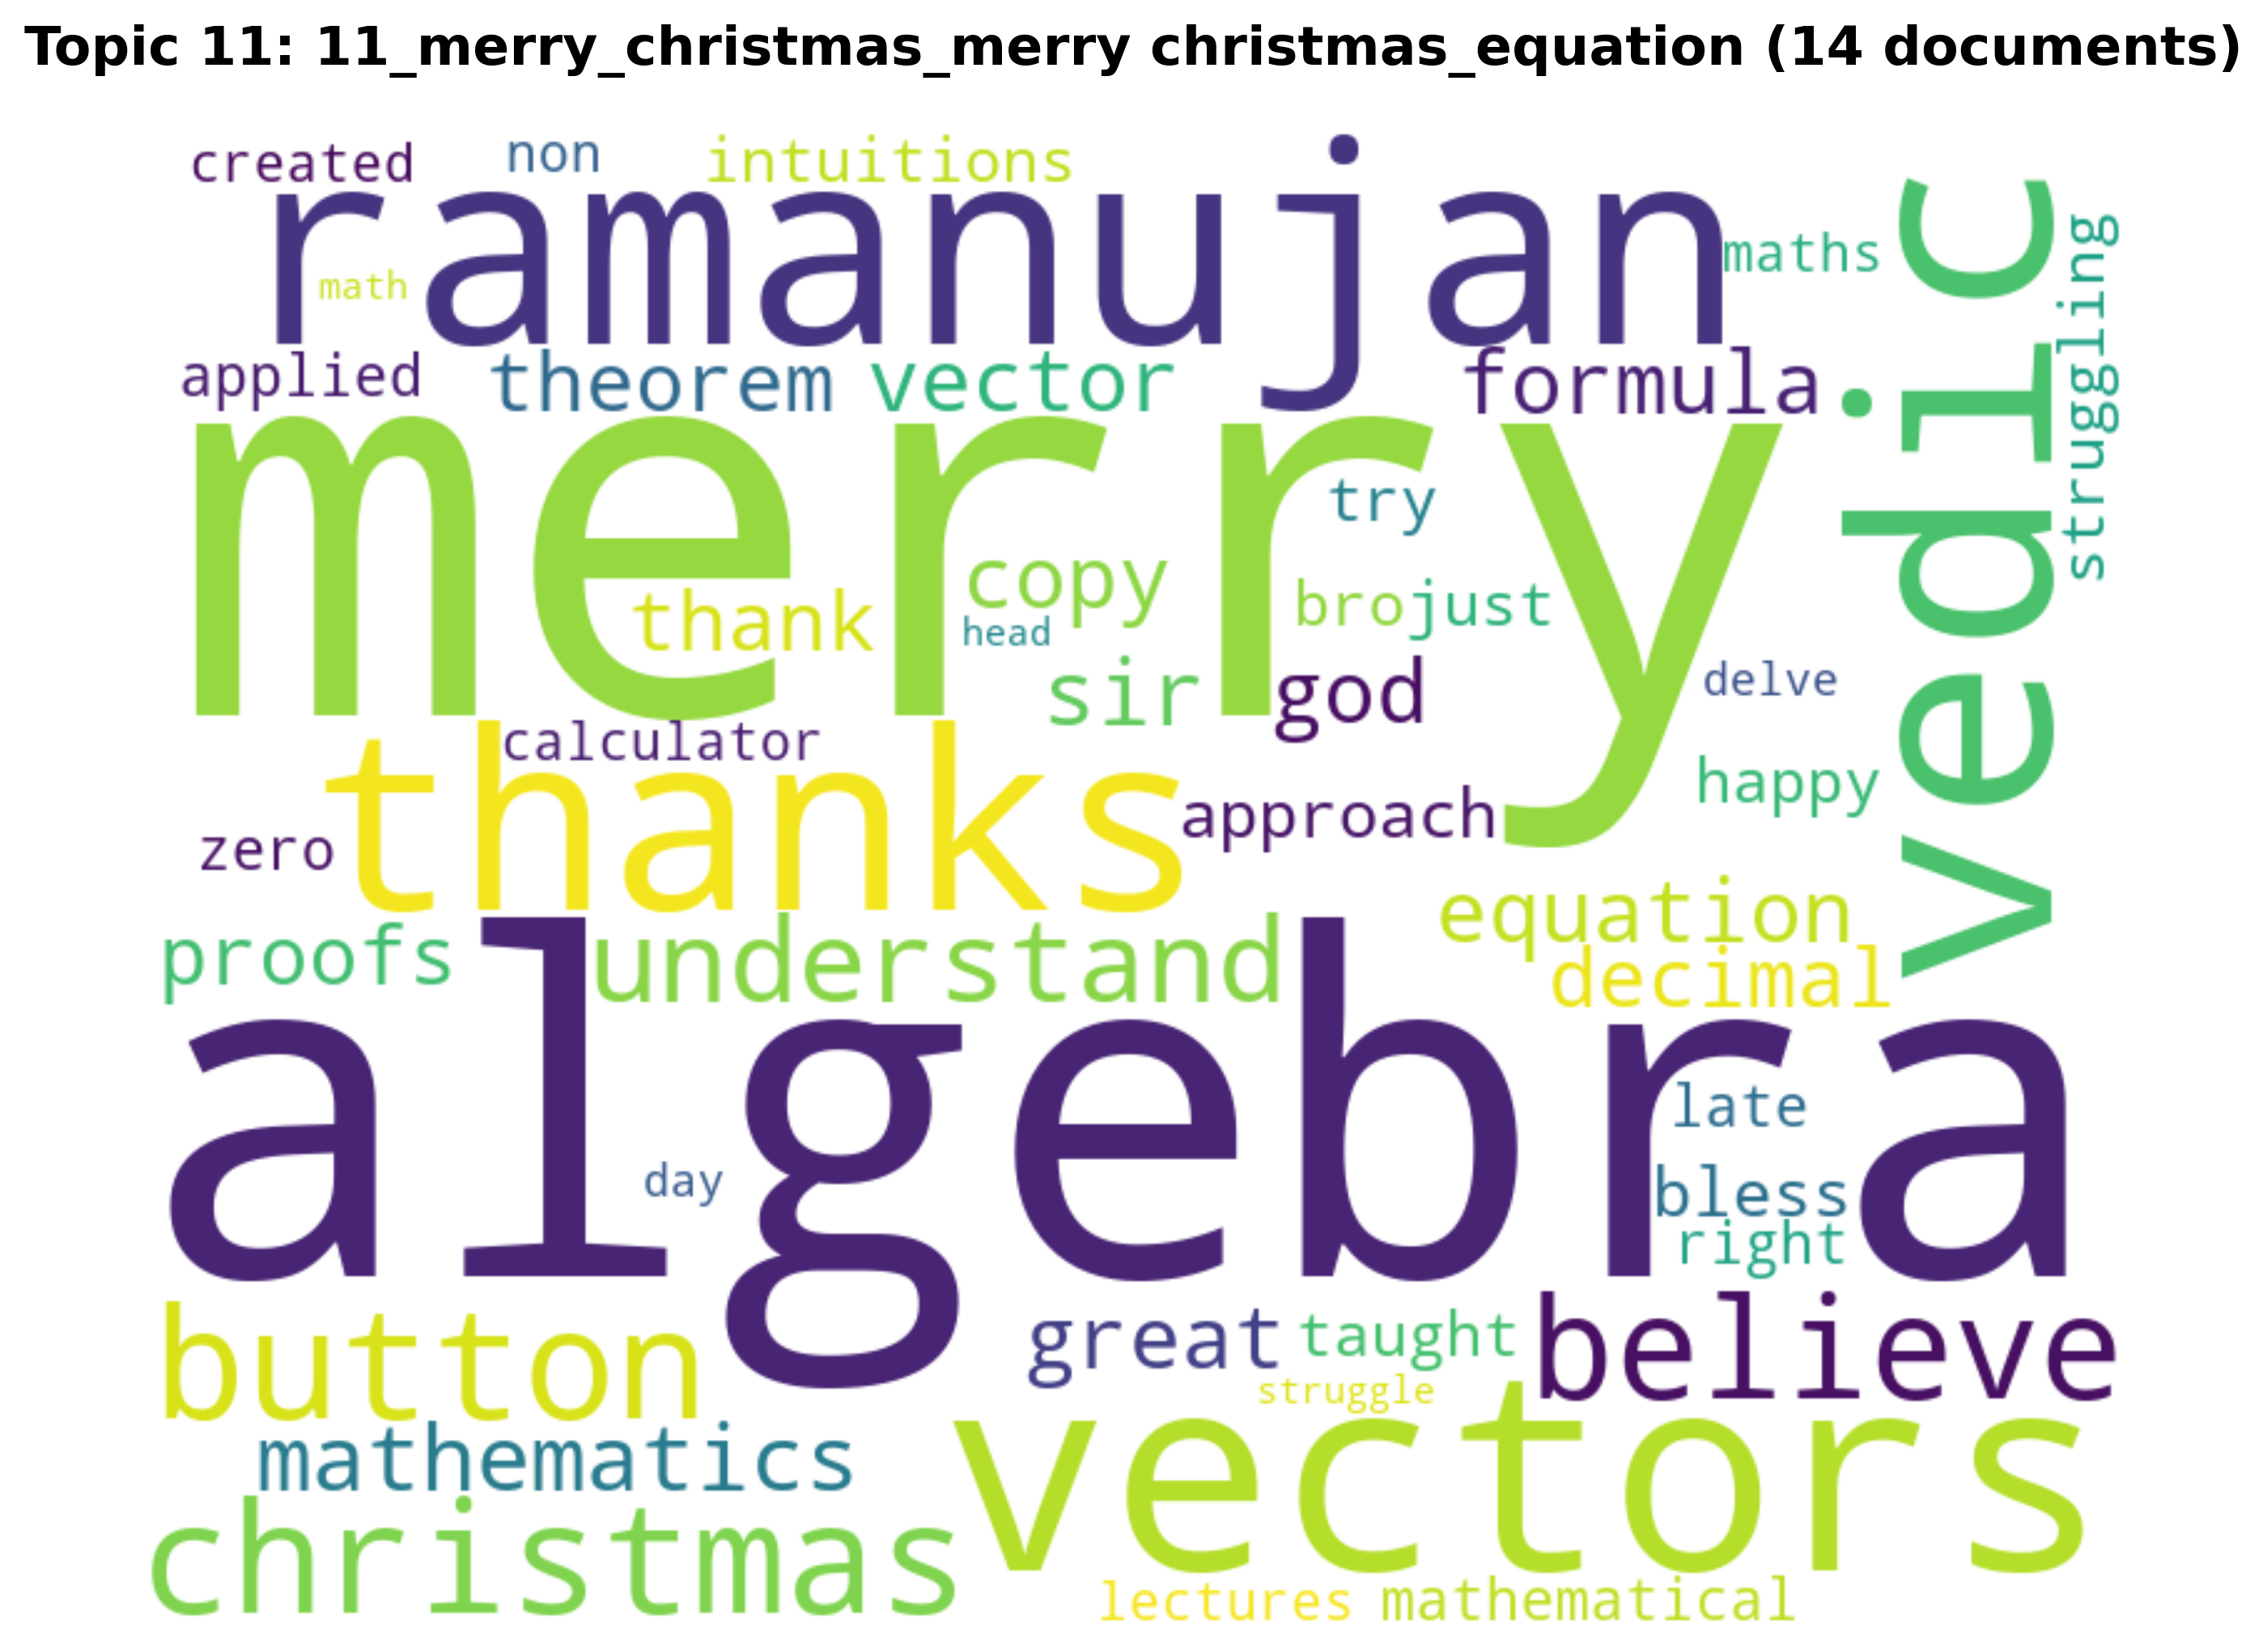 Topic 11: 11_merry_christmas_merry christmas_equation (14 documents)
created non intuitions
ramanujan
math
maths
vedic
struggling
applied theorem vector formula
merry
try
copy
thank
head
bro just
sir god
delve
calculator
thanks
happy
approach
zero
equation
proofs understand
decimal
algebra
late
day
bless
right
button
great taught believe
struggle
mathematics
vectors
christmas
lectures mathematical